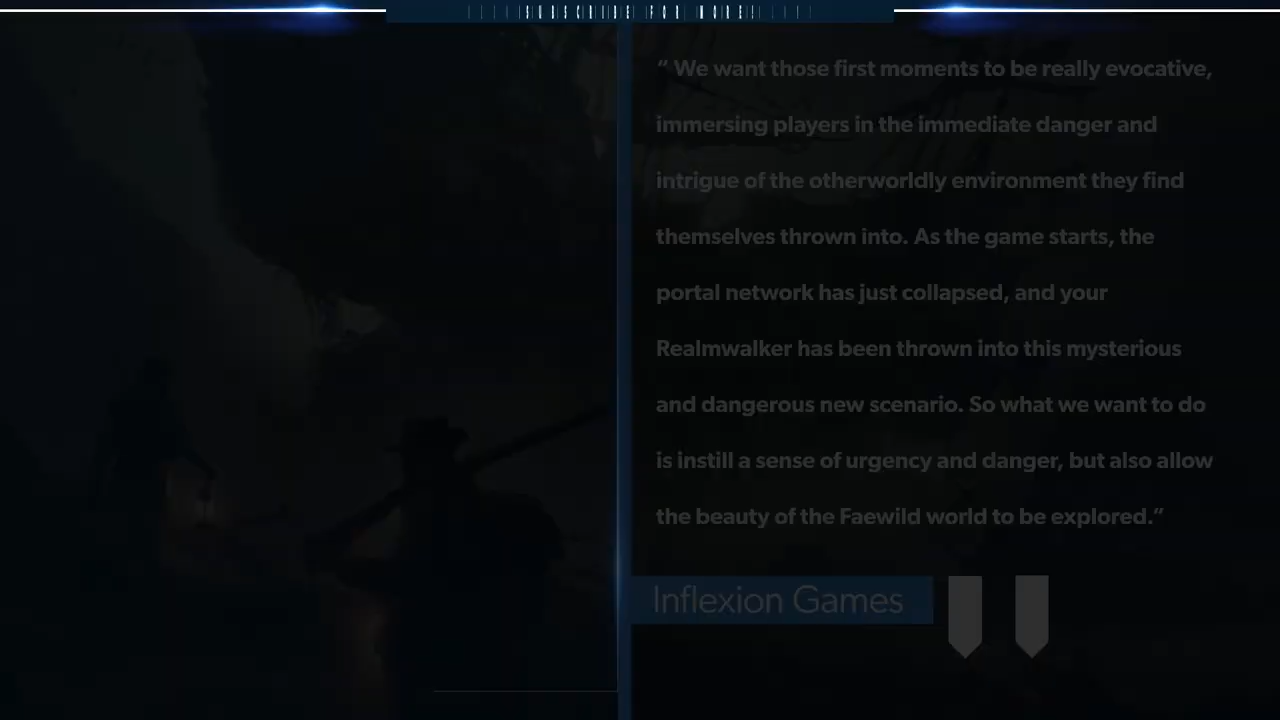 SUBSCRIBE FOR MORE!
“ We want those first moments to be really evocative,
immersing players in the immediate danger and
intrigue of the otherworldly environment they find
themselves thrown into. As the game starts, the
portal network has just collapsed, and your
Realmwalker has been thrown into this mysterious
and dangerous new scenario. So what we want to do
is instill a sense of urgency and danger, but also allow
the beauty of the Faewild world to be explored.”
Inflexion Games